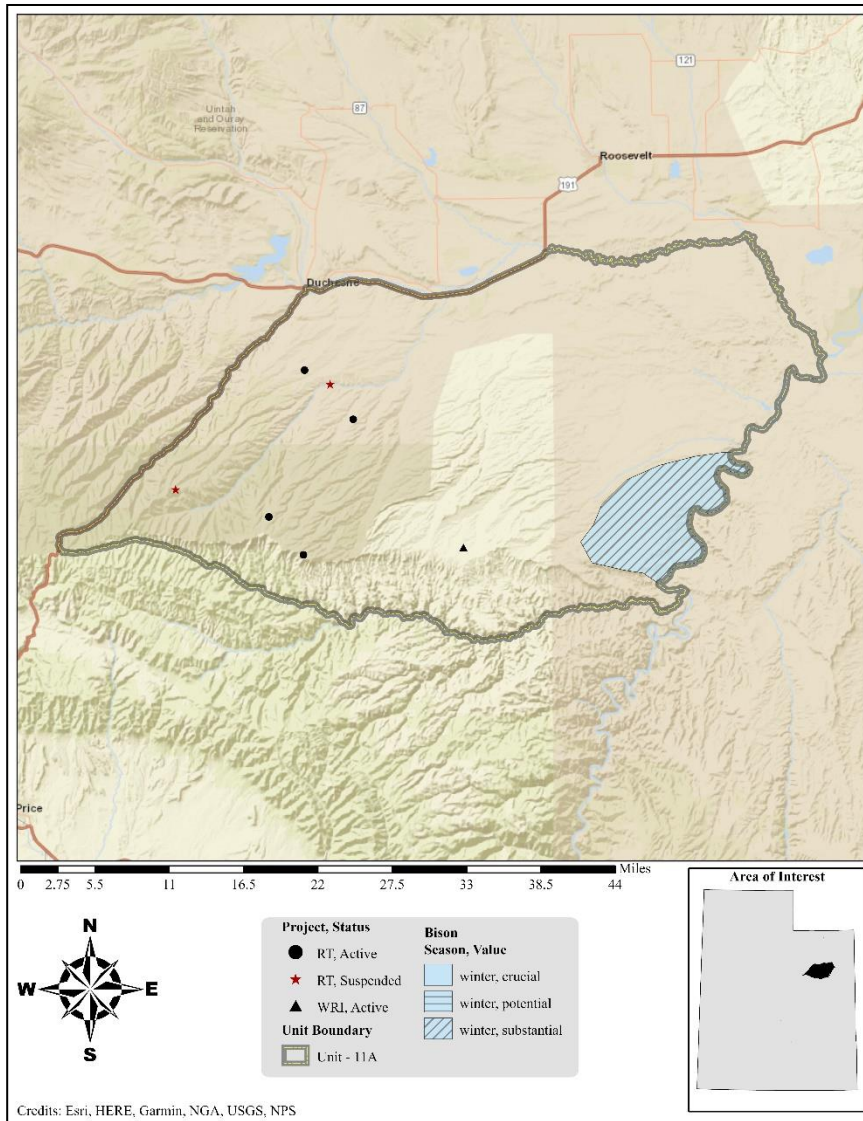 121
Uintah
and Ouray
Reservation
87
Roosevelt
191
Duchesne
Price
Miles
0 2.75 5.5 11 16.5 22 27.5 33 38.5 44
Area of Interest
N
W E
S
Project, Status
RT, Active
RT, Suspended
WRI, Active
Unit Boundary
Unit - 11A
Bison
Season, Value
winter, crucial
winter, potential
winter, substantial
Credits: Esri, HERE, Garmin, NGA, USGS, NPS